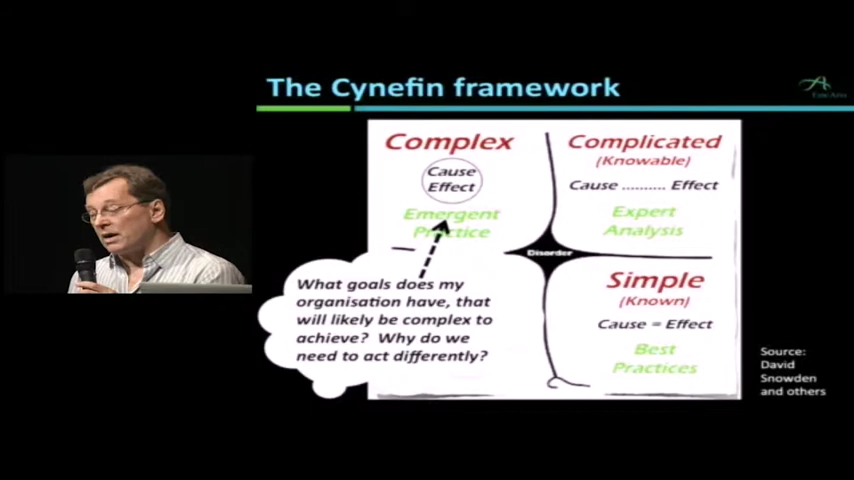 The Cynefin framework
Complex
Cause
Effect
Emergent
Practice
Complicated
(Knowable)
Cause .......... Effect
Expert
Analysis
Disorder
Simple
(Known)
Cause = Effect
Best
Practices
What goals does my
organisation have, that
will likely be complex to
achieve? Why do we
need to act differently?
Source:
David
Snowden
and others